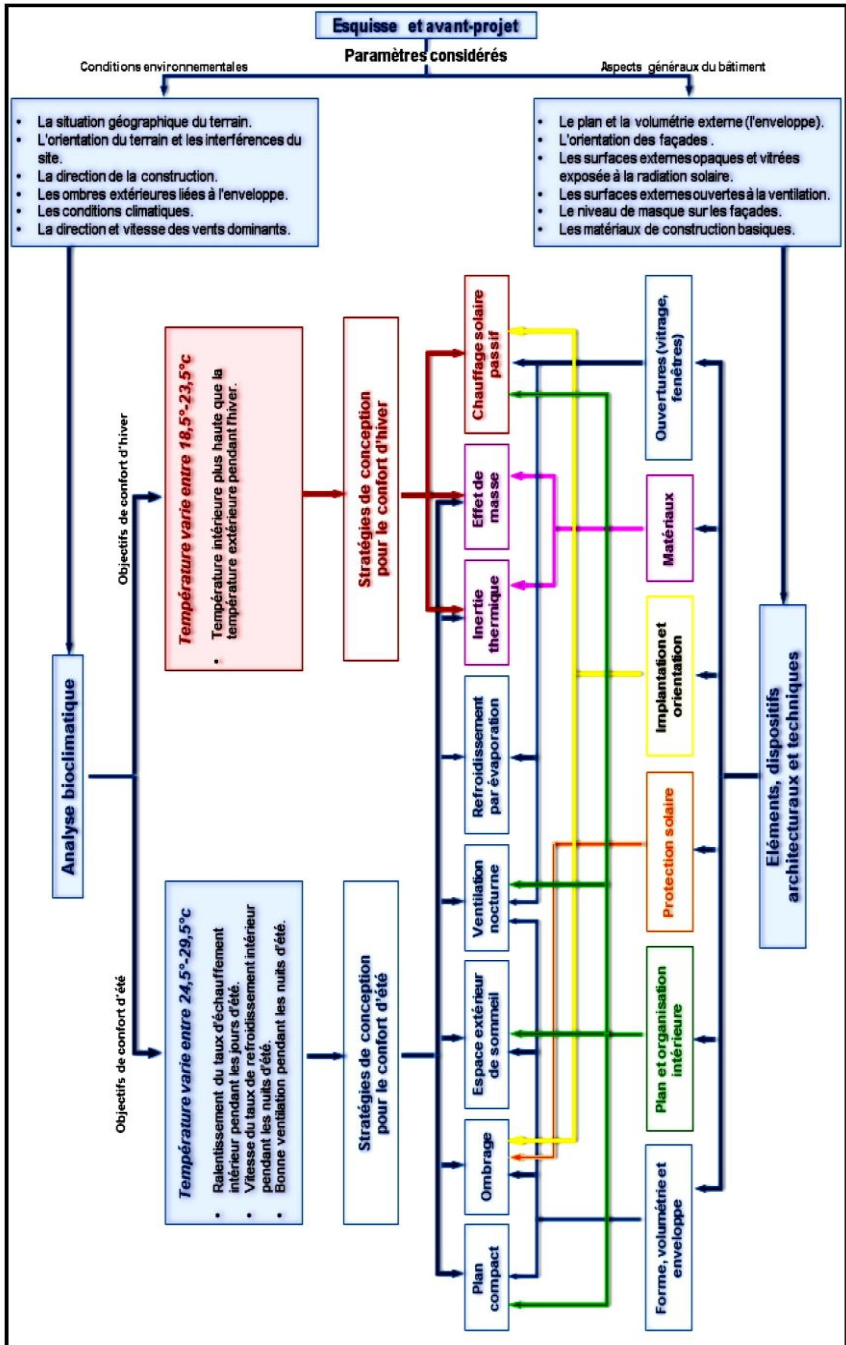 Esquisse et avant-projet
Paramètres considérés
Conditions environnementales
Aspects généraux du bâtiment
• La situation géographique du terrain.
• L'orientation du terrain et les interférences du
site.
• La direction de la construction.
• Les ombres extérieures liées à l'enveloppe.
• Les conditions climatiques.
• La direction et vitesse des vents dominants.
• Le plan et la volumétrie externe (l'enveloppe).
• L'orientation des façades .
• Les surfaces externes opaques et vitrées
exposée à la radiation solaire.
• Les surfaces externes ouvertes à la ventilation.
• Le niveau de masque sur les façades.
• Les matériaux de construction basiques.
Analyse bioclimatique
Objectifs de confort d'été
Objectifs de confort d'hiver
Température varie entre 24,5°-29,5°c
• Ralentissement du taux d'échauffement
intérieur pendant les jours d'été.
• Vitesse du taux de refroidissement intérieur
pendant les nuits d'été.
• Bonne ventilation pendant les nuits d'été.
Température varie entre 18,5°-23,5°c
• Température intérieure plus haute que la
température extérieure pendant l'hiver.
Stratégies de conception
pour le confort d'été
Stratégies de conception
pour le confort d'hiver
Plan
compact
Ombrage
Espace extérieur
de sommeil
Ventilation
nocturne
Refroidissement
par évaporation
Inertie
thermique
Effet de
masse
Chauffage solaire
passif
Forme, volumétrie et
enveloppe
Plan et organisation
intérieure
Protection solaire
Implantation et
orientation
Matériaux
Ouvertures (vitrage,
fenêtres)
Eléments, dispositifs
architecturaux et techniques